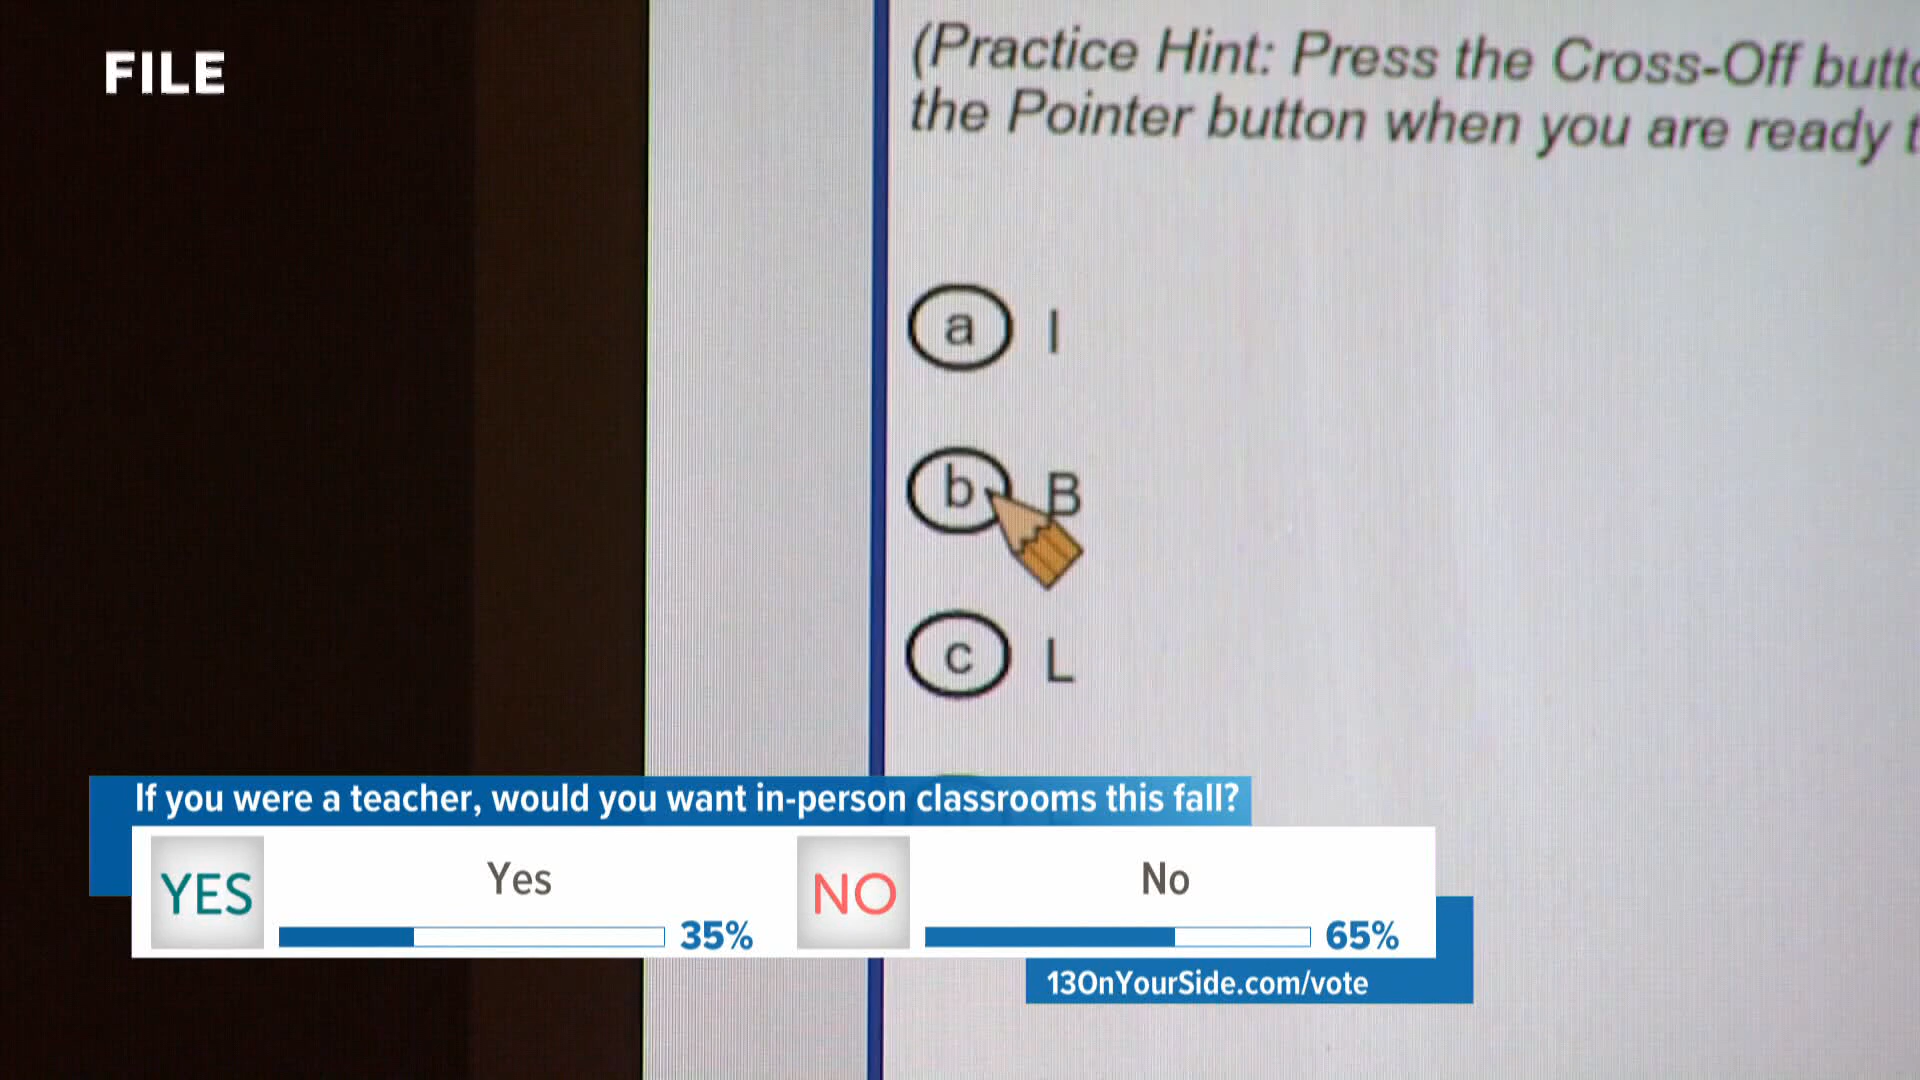 FILE
(Practice Hint: Press the Cross-Off
the Pointer button when you are ready
a I
b B
c L
If you were a teacher, would you want in-person classrooms this fall?
YES Yes 35%
NO No 65%
13OnYourSide.com/vote